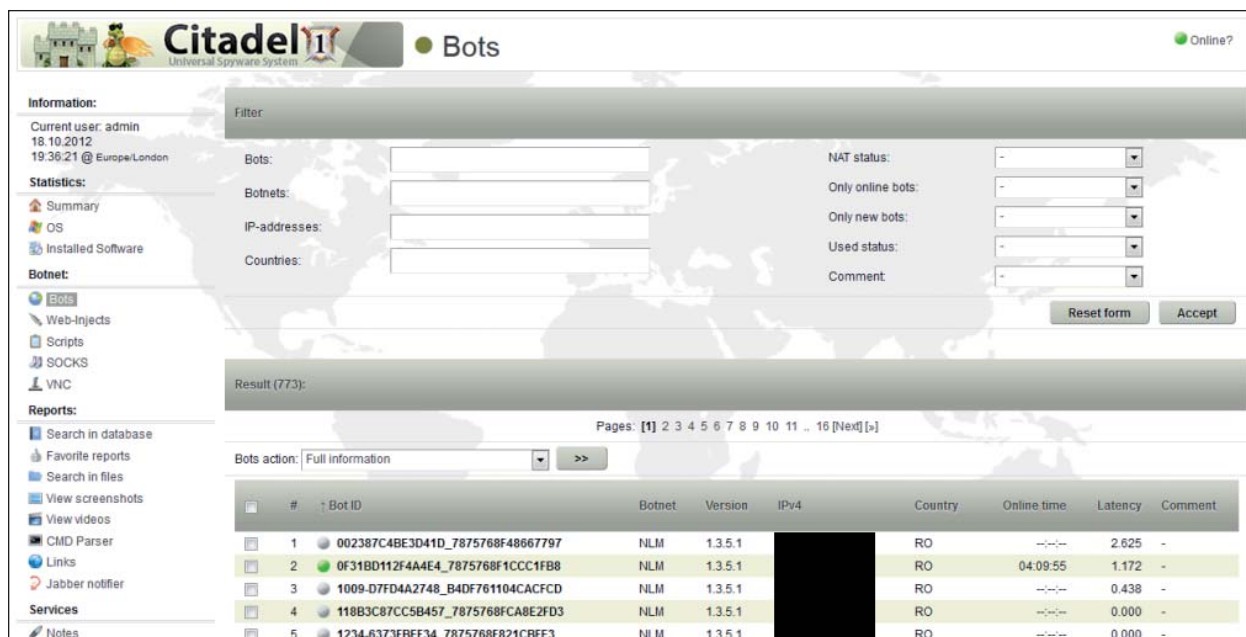 Citadel 1
Universal Spyware System
Bots
Online?
Information:
Current user: admin
18.10.2012
19:36:21 @ Europe/London
Statistics:
Summary
OS
Installed Software
Botnet:
Bots
Web-Injects
Scripts
SOCKS
VNC
Reports:
Search in database
Favorite reports
Search in files
View screenshots
View videos
CMD Parser
Links
Jabber notifier
Services
Notes
Filter
Bots:
Botnets:
IP-addresses:
Countries:
NAT status: -
Only online bots: -
Only new bots: -
Used status: -
Comment: -
Reset form Accept
Result (773):
Pages: [1] 2 3 4 5 6 7 8 9 10 11 .. 16 [Next] [»]
Bots action: Full information >>
# ↑ Bot ID Botnet Version IPv4 Country Online time Latency Comment
1 002387C4BE3D41D_7875768F48667797 NLM 1.3.5.1 RO --:--:-- 2.625 -
2 0F31BD112F4A4E4_7875768F1CCC1FB8 NLM 1.3.5.1 RO 04:09:55 1.172 -
3 1009-D7FD4A2748_B4DF761104CACFCD NLM 1.3.5.1 RO --:--:-- 0.438 -
4 118B3C87CC5B457_7875768FCA8E2FD3 NLM 1.3.5.1 RO --:--:-- 0.000 -
5 NLM 1.3.5.1 RO --:--:-- 0.000 -